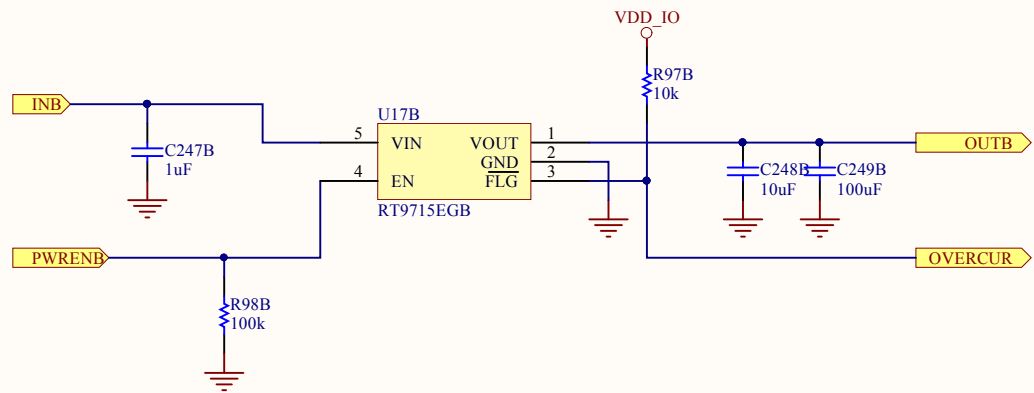 VDD_IO
R97B
10k
INB
C247B
1uF
U17B
5
VIN
4
EN
VOUT
1
GND
2
FLG
3
RT9715EGB
OUTB
C248B
10uF
C249B
100uF
PWRENB
OVERCUR
R98B
100k